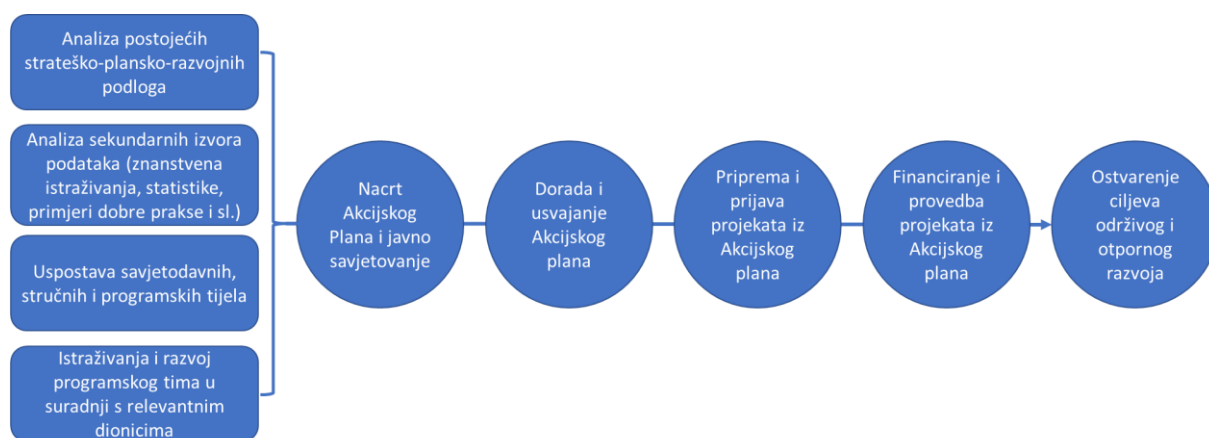 Analiza postojećih
strateško-plansko-razvojnih
podloga
Analiza sekundarnih izvora
podataka (znanstvena
istraživanja, statistike,
primjeri dobre prakse i sl.)
Uspostava savjetodavnih,
stručnih i programskih tijela
Istraživanja i razvoj
programskog tima u
suradnji s relevantnim
dionicima
Nacrt
Akcijskog
Plana i javno
savjetovanje
Dorada i
usvajanje
Akcijskog
plana
Priprema i
prijava
projekata iz
Akcijskog
plana
Financiranje i
provedba
projekata iz
Akcijskog
plana
Ostvarenje
ciljeva
održivog i
otpornog
razvoja